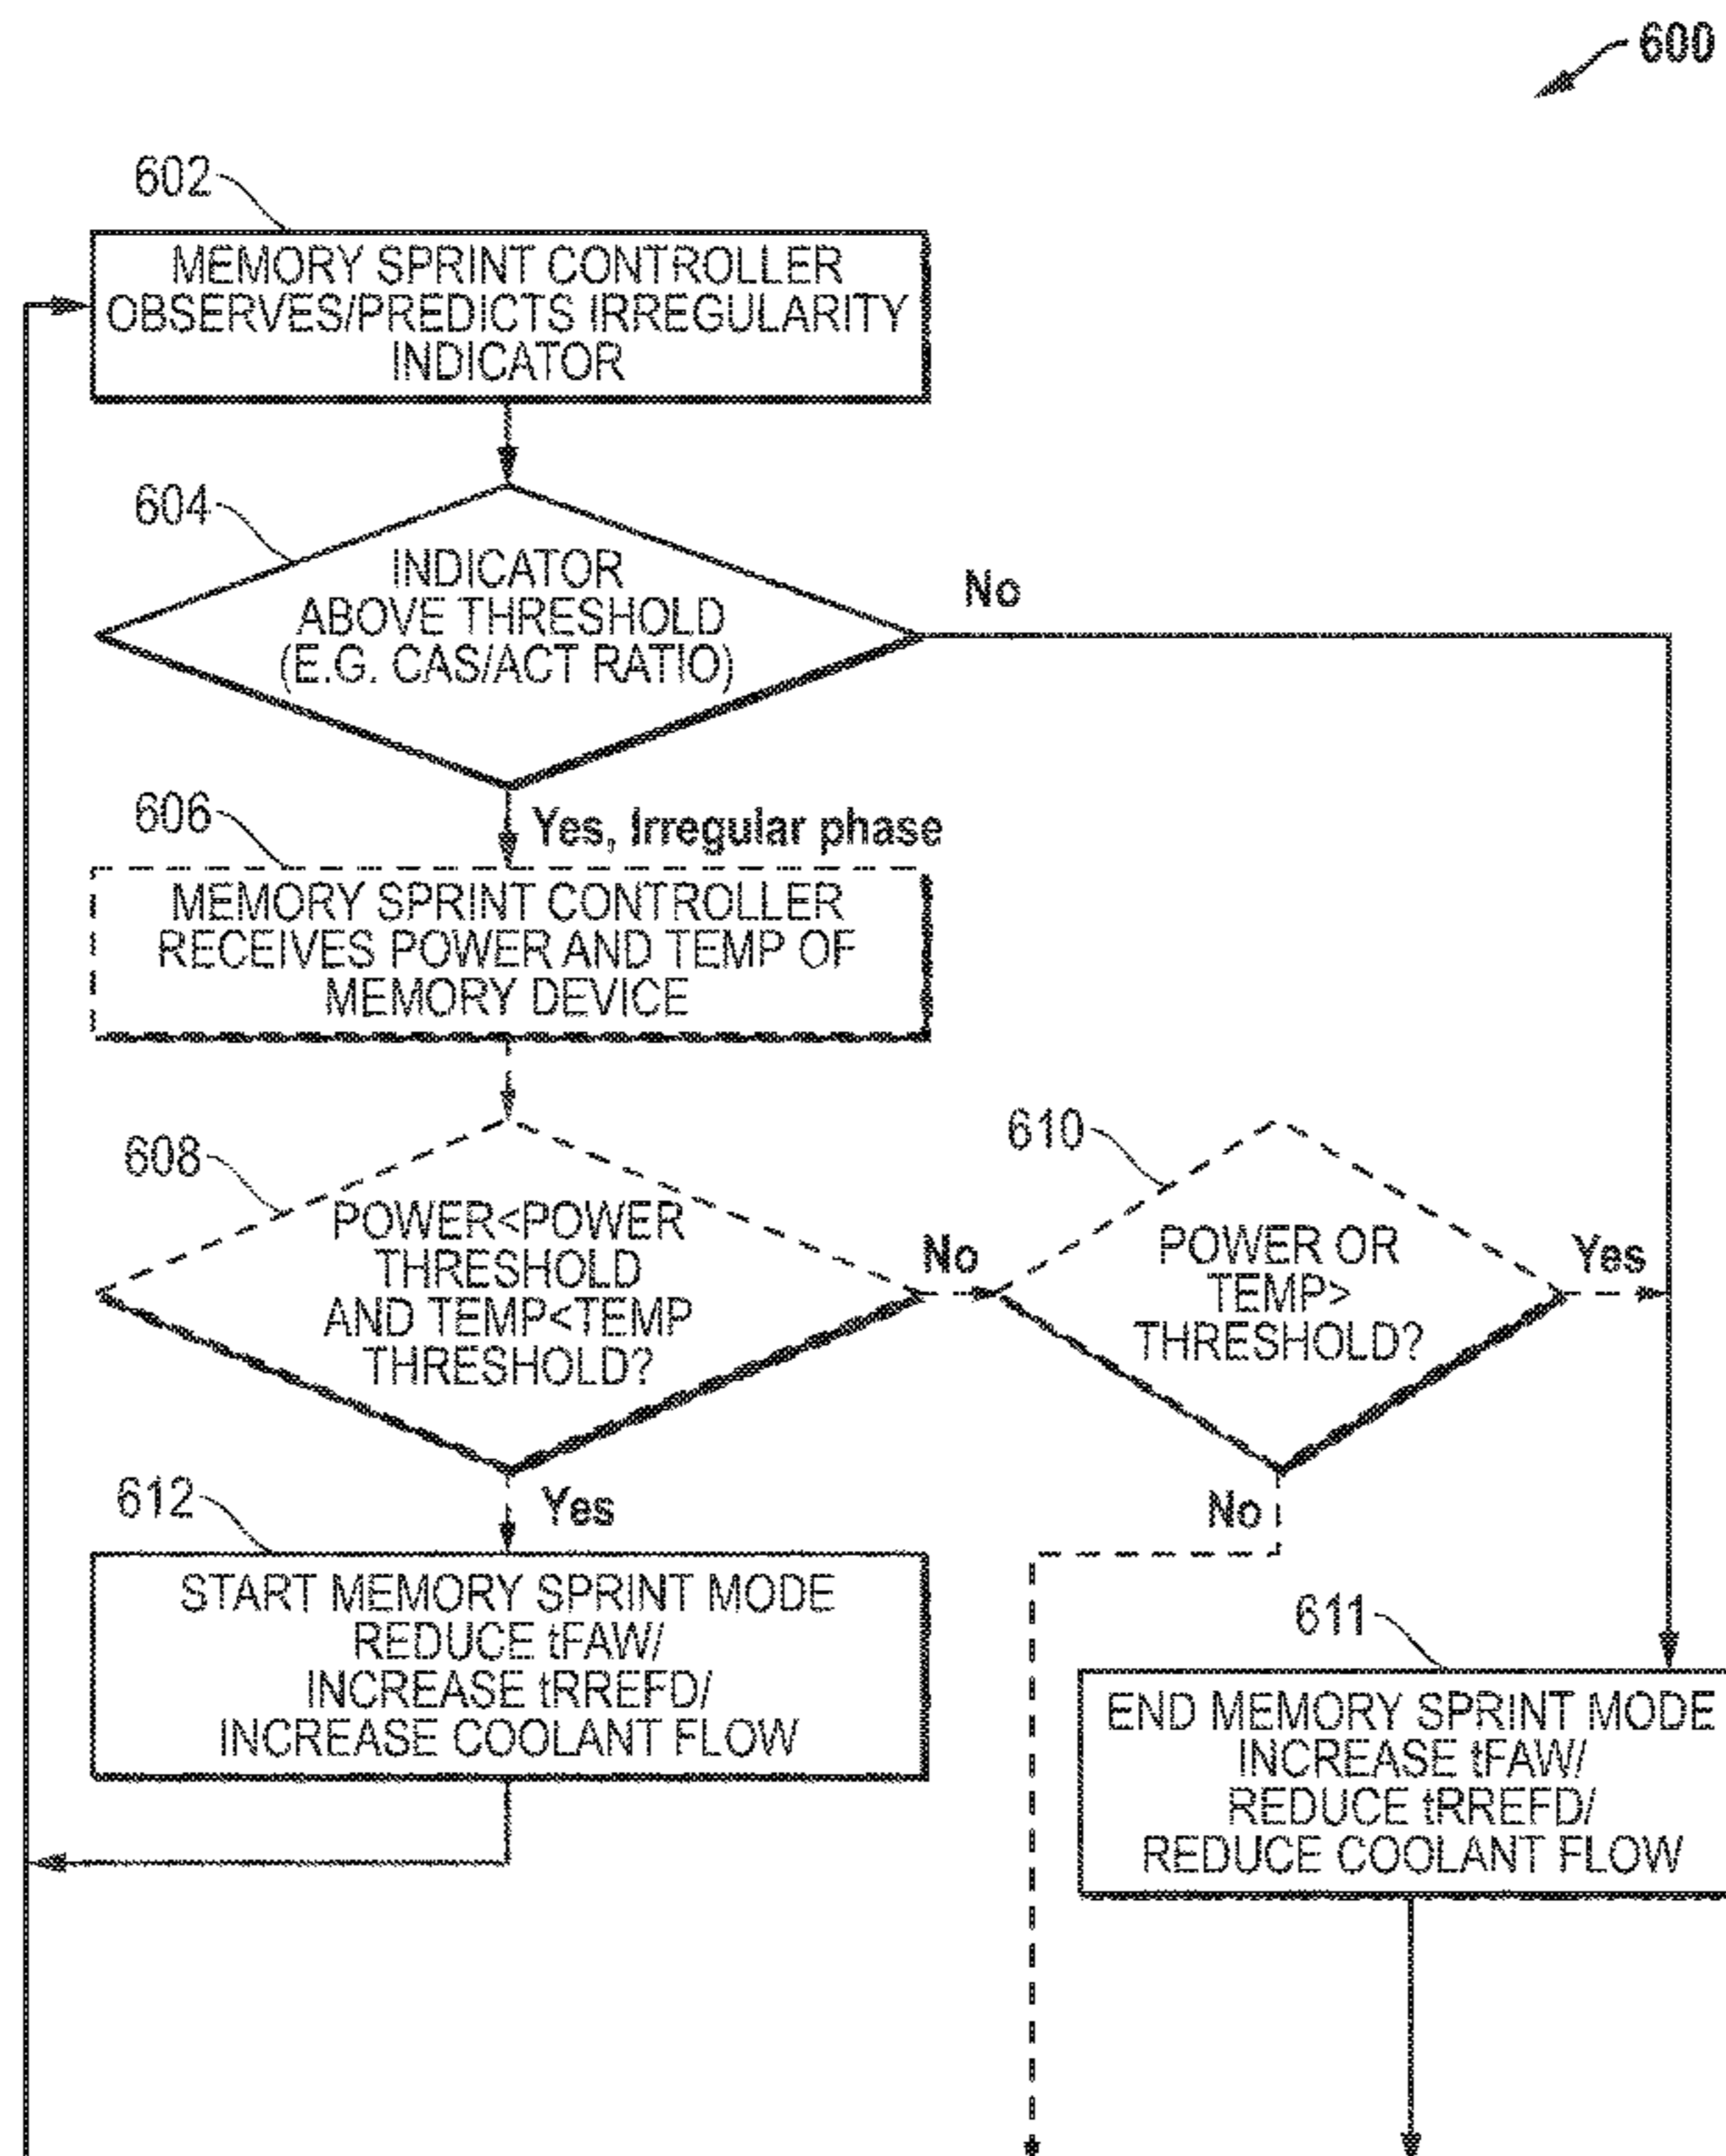 600
602
MEMORY SPRINT CONTROLLER
OBSERVES/PREDICTS IRREGULARITY
INDICATOR
604
INDICATOR
ABOVE THRESHOLD
(E.G. CAS/ACT RATIO)
No
Yes, Irregular phase
606
MEMORY SPRINT CONTROLLER
RECEIVES POWER AND TEMP OF
MEMORY DEVICE
608
POWER<POWER
THRESHOLD
AND TEMP<TEMP
THRESHOLD?
No
610
POWER OR
TEMP>
THRESHOLD?
Yes
Yes
No
612
START MEMORY SPRINT MODE
REDUCE tFAW/
INCREASE tRREFD/
INCREASE COOLANT FLOW
611
END MEMORY SPRINT MODE
INCREASE tFAW/
REDUCE tRREFD/
REDUCE COOLANT FLOW